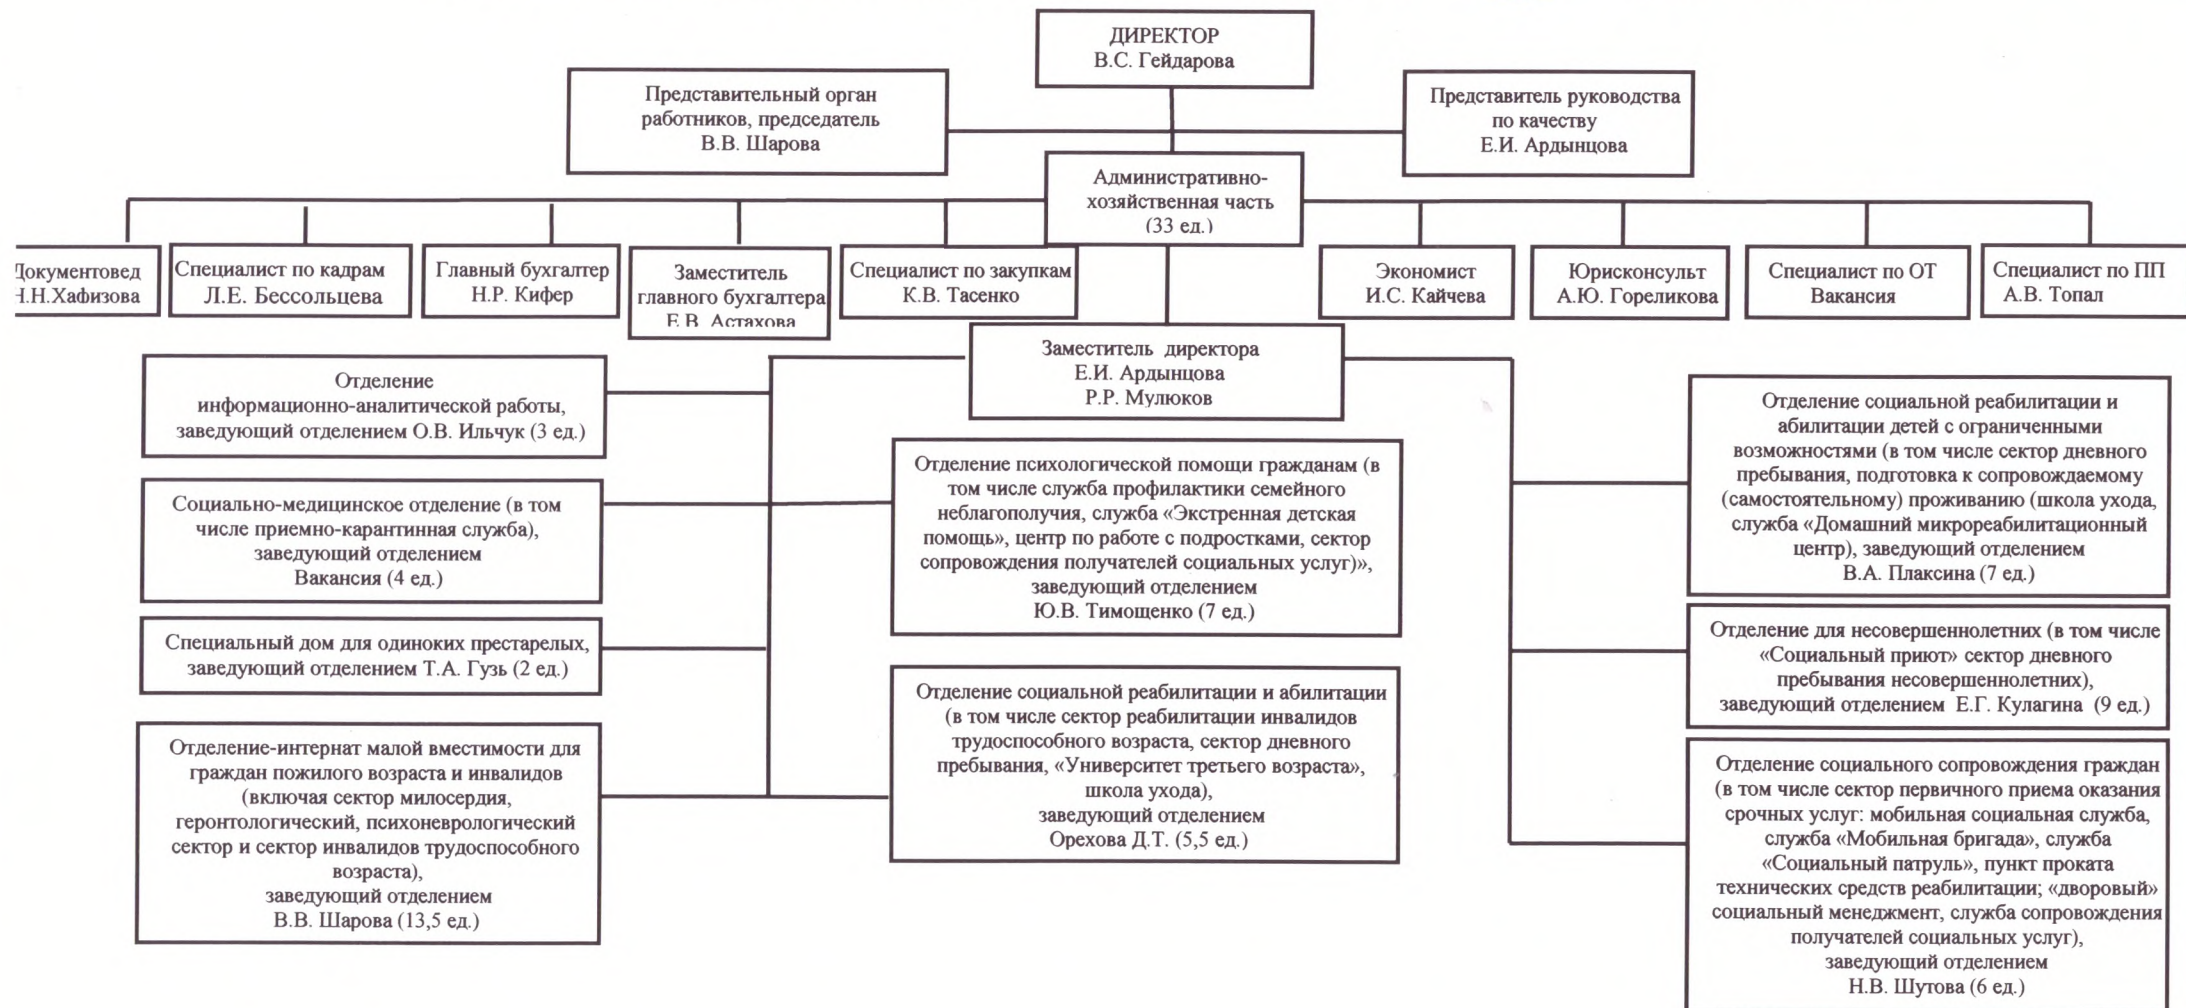 ДИРЕКТОР
В.С. Гейдарова
Представительный орган
работников, председатель
В.В. Шарова
Представитель руководства
по качеству
Е.И. Ардынцова
Административно-
хозяйственная часть
(33 ед.)
Документовед
Н.Н.Хафизова
Специалист по кадрам
Л.Е. Бессольцева
Главный бухгалтер
Н.Р. Кифер
Заместитель
главного бухгалтера
Е.В. Астахова
Специалист по закупкам
К.В. Тасенко
Экономист
И.С. Кайчева
Юрисконсульт
А.Ю. Гореликова
Специалист по ОТ
Вакансия
Специалист по ПП
А.В. Топал
Заместитель директора
Е.И. Ардынцова
Р.Р. Мулюков
Отделение
информационно-аналитической работы,
заведующий отделением О.В. Ильчук (3 ед.)
Социально-медицинское отделение (в том
числе приемно-карантинная служба),
заведующий отделением
Вакансия (4 ед.)
Специальный дом для одиноких престарелых,
заведующий отделением Т.А. Гузь (2 ед.)
Отделение-интернат малой вместимости для
граждан пожилого возраста и инвалидов
(включая сектор милосердия,
геронтологический, психоневрологический
сектор и сектор инвалидов трудоспособного
возраста),
заведующий отделением
В.В. Шарова (13,5 ед.)
Отделение психологической помощи гражданам (в
том числе служба профилактики семейного
неблагополучия, служба «Экстренная детская
помощь», центр по работе с подростками, сектор
сопровождения получателей социальных услуг)»,
заведующий отделением
Ю.В. Тимощенко (7 ед.)
Отделение социальной реабилитации и абилитации
(в том числе сектор реабилитации инвалидов
трудоспособного возраста, сектор дневного
пребывания, «Университет третьего возраста»,
школа ухода),
заведующий отделением
Орехова Д.Т. (5,5 ед.)
Отделение социальной реабилитации и
абилитации детей с ограниченными
возможностями (в том числе сектор дневного
пребывания, подготовка к сопровождаемому
(самостоятельному) проживанию (школа ухода,
служба «Домашний микрореабилитационный
центр), заведующий отделением
В.А. Плаксина (7 ед.)
Отделение для несовершеннолетних (в том числе
«Социальный приют» сектор дневного
пребывания несовершеннолетних),
заведующий отделением Е.Г. Кулагина (9 ед.)
Отделение социального сопровождения граждан
(в том числе сектор первичного приема оказания
срочных услуг: мобильная социальная служба,
служба «Мобильная бригада», служба
«Социальный патруль», пункт проката
технических средств реабилитации; «дворовый»
социальный менеджмент, служба сопровождения
получателей социальных услуг),
заведующий отделением
Н.В. Шутова (6 ед.)